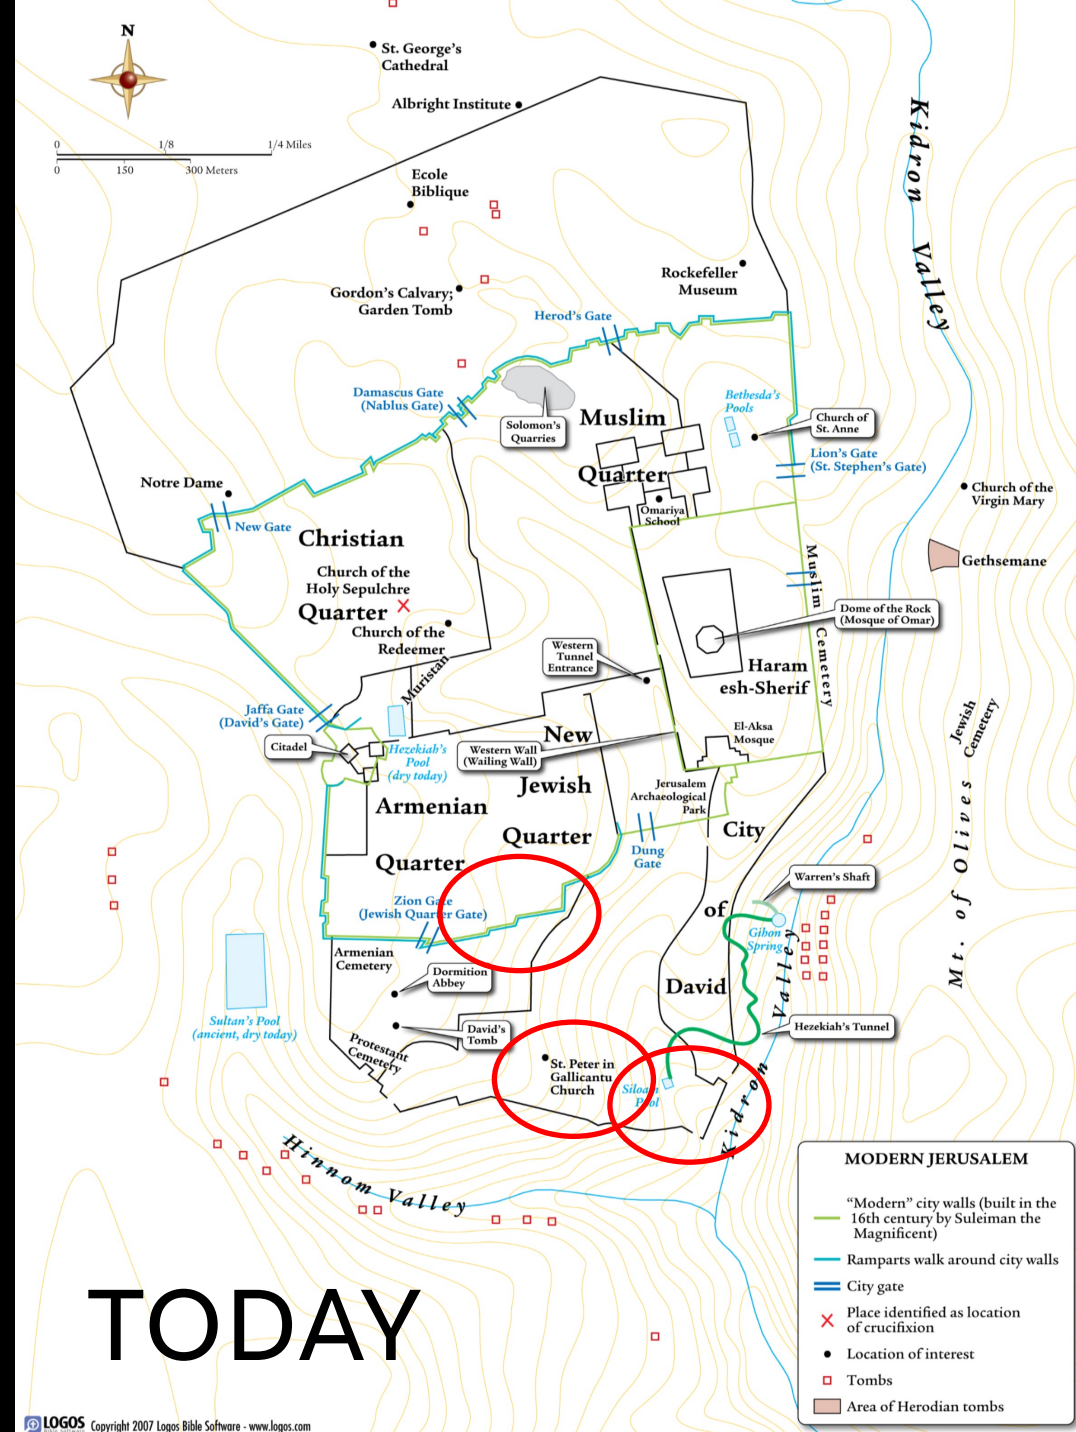 N
St. George's
Cathedral
Albright Institute
0 1/8 1/4 Miles
0 150 300 Meters
Ecole
Biblique
Kidron Valley
Rockefeller
Museum
Gordon's Calvary;
Garden Tomb
Herod's Gate
Damascus Gate
(Nablus Gate)
Solomon's
Quarries
Muslim
Quarter
Bethesda's
Pools
Church of
St. Anne
Lion's Gate
(St. Stephen's Gate)
Omariya
School
Church of the
Virgin Mary
Gethsemane
Notre Dame
New Gate
Christian
Church of the
Holy Sepulchre
Quarter
Church of the
Redeemer
Muristan
Muslim Cemetery
Dome of the Rock
(Mosque of Omar)
Western
Tunnel
Entrance
Haram
esh-Sherif
Jaffa Gate
(David's Gate)
Citadel
Hezekiah's
Pool
(dry today)
New
Western Wall
(Wailing Wall)
El-Aksa
Mosque
Jewish
Cemetery
Jewish
Jerusalem
Archaeological
Park
Armenian
Quarter
City
Quarter
Dung
Gate
Mt. of Olives
Warren's Shaft
Zion Gate
(Jewish Quarter Gate)
of
Gihon
Spring
Armenian
Cemetery
Dormition
Abbey
David
Sultan's Pool
(ancient, dry today)
David's
Tomb
Hezekiah's Tunnel
Protestant
Cemetery
St. Peter in
Gallicantu
Church
Siloam
Pool
Kidron Valley
Hinnom Valley
MODERN JERUSALEM
"Modern" city walls (built in the
16th century by Suleiman the
Magnificent)
Ramparts walk around city walls
City gate
Place identified as location
of crucifixion
Location of interest
Tombs
Area of Herodian tombs
TODAY
LOGOS
Bible Software
Copyright 2007 Logos Bible Software - www.logos.com